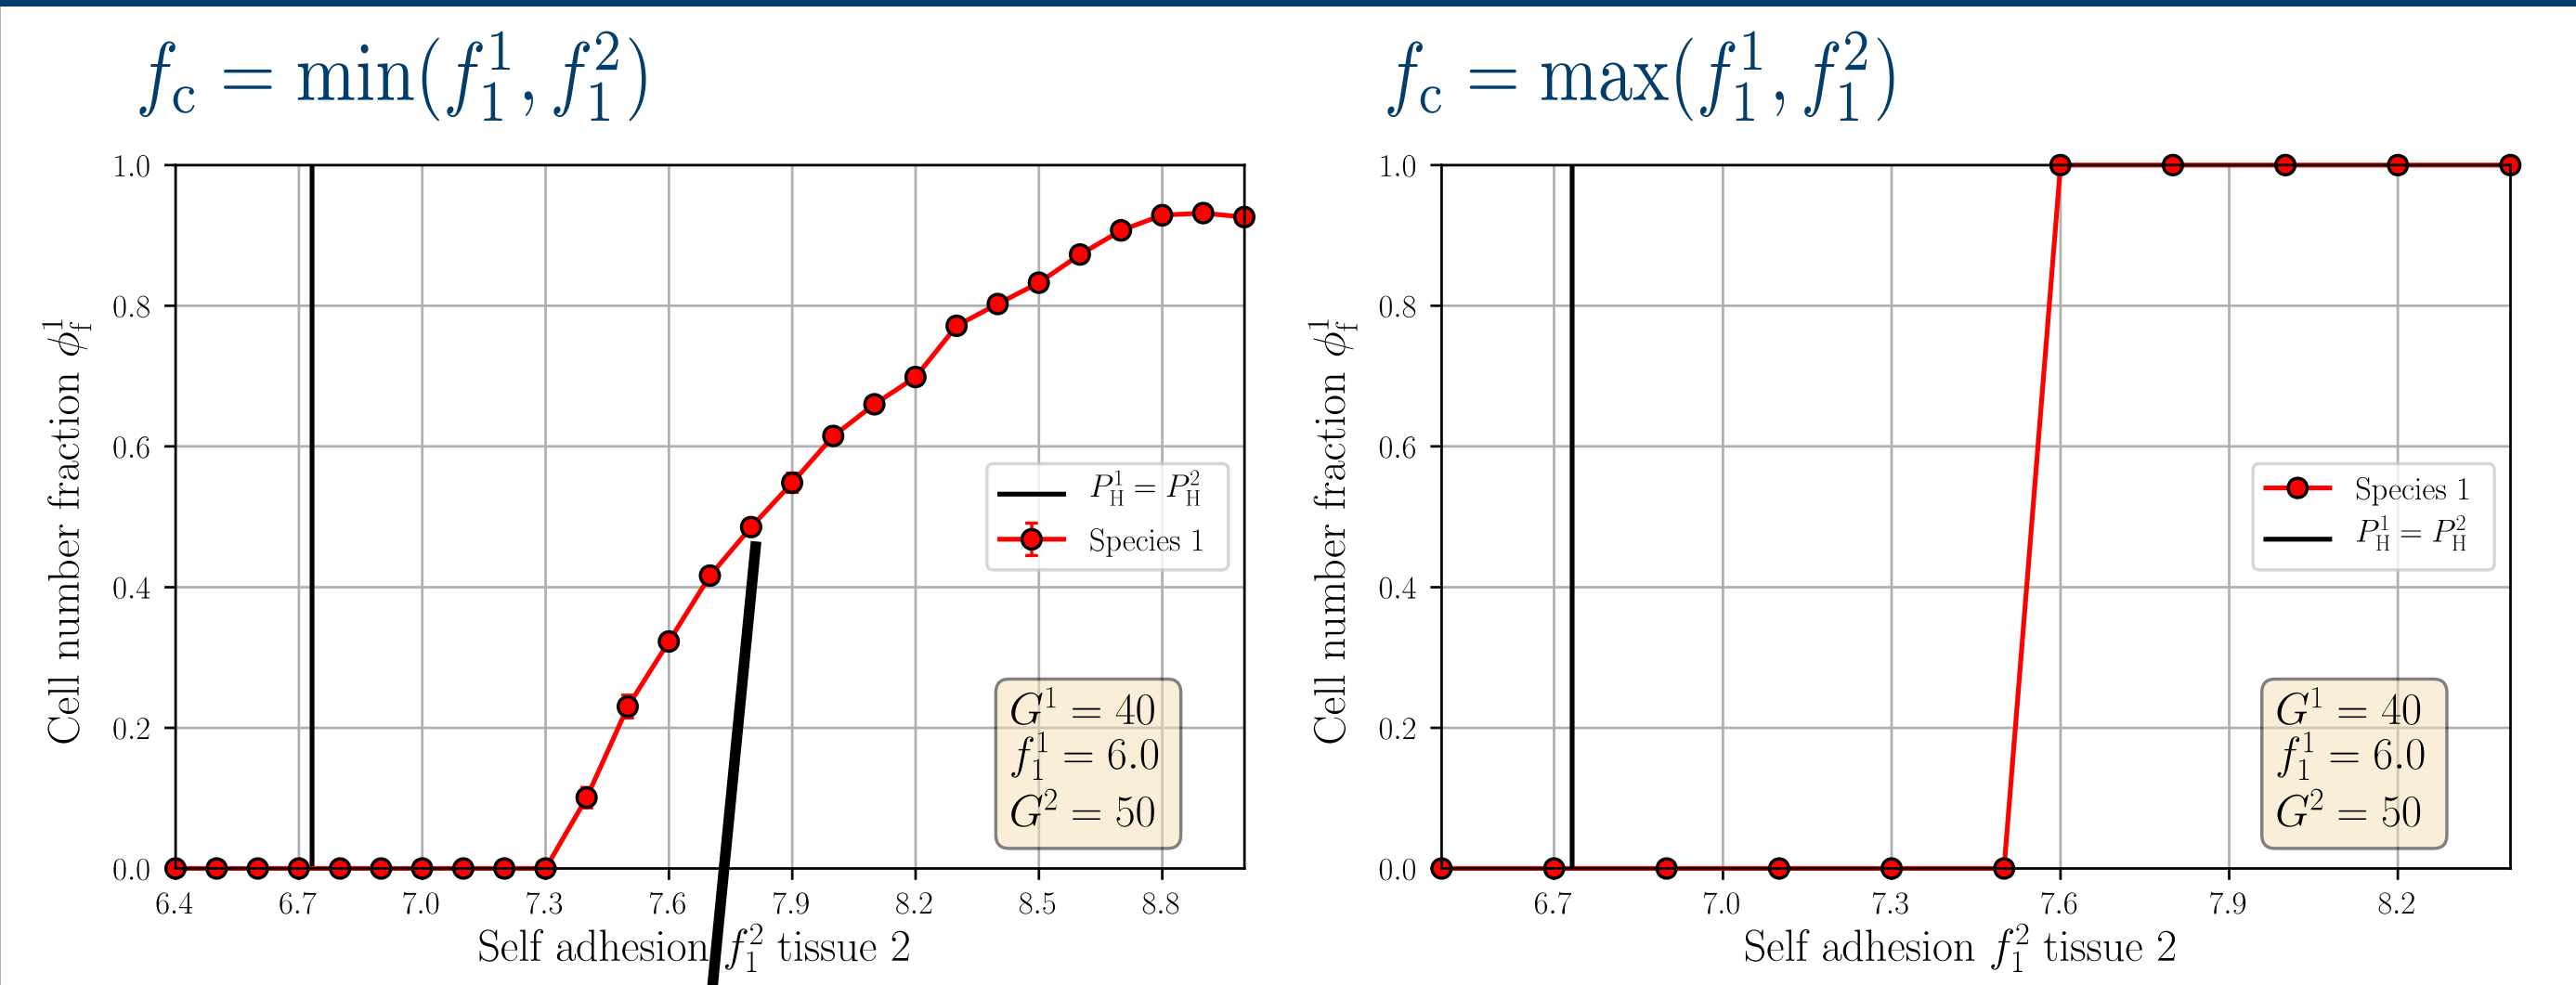 f_c = min(f_1^1, f_1^2)
1.0
0.8
0.6
0.4
0.2
0.0
Cell number fraction ϕ_f^1
6.4 6.7 7.0 7.3 7.6 7.9 8.2 8.5 8.8
Self adhesion f_1^2 tissue 2
P_H^1 = P_H^2
Species 1
G^1 = 40
f_1^1 = 6.0
G^2 = 50
f_c = max(f_1^1, f_1^2)
1.0
0.8
0.6
0.4
0.2
0.0
Cell number fraction ϕ_f^1
6.7 7.0 7.3 7.6 7.9 8.2
Self adhesion f_1^2 tissue 2
Species 1
P_H^1 = P_H^2
G^1 = 40
f_1^1 = 6.0
G^2 = 50